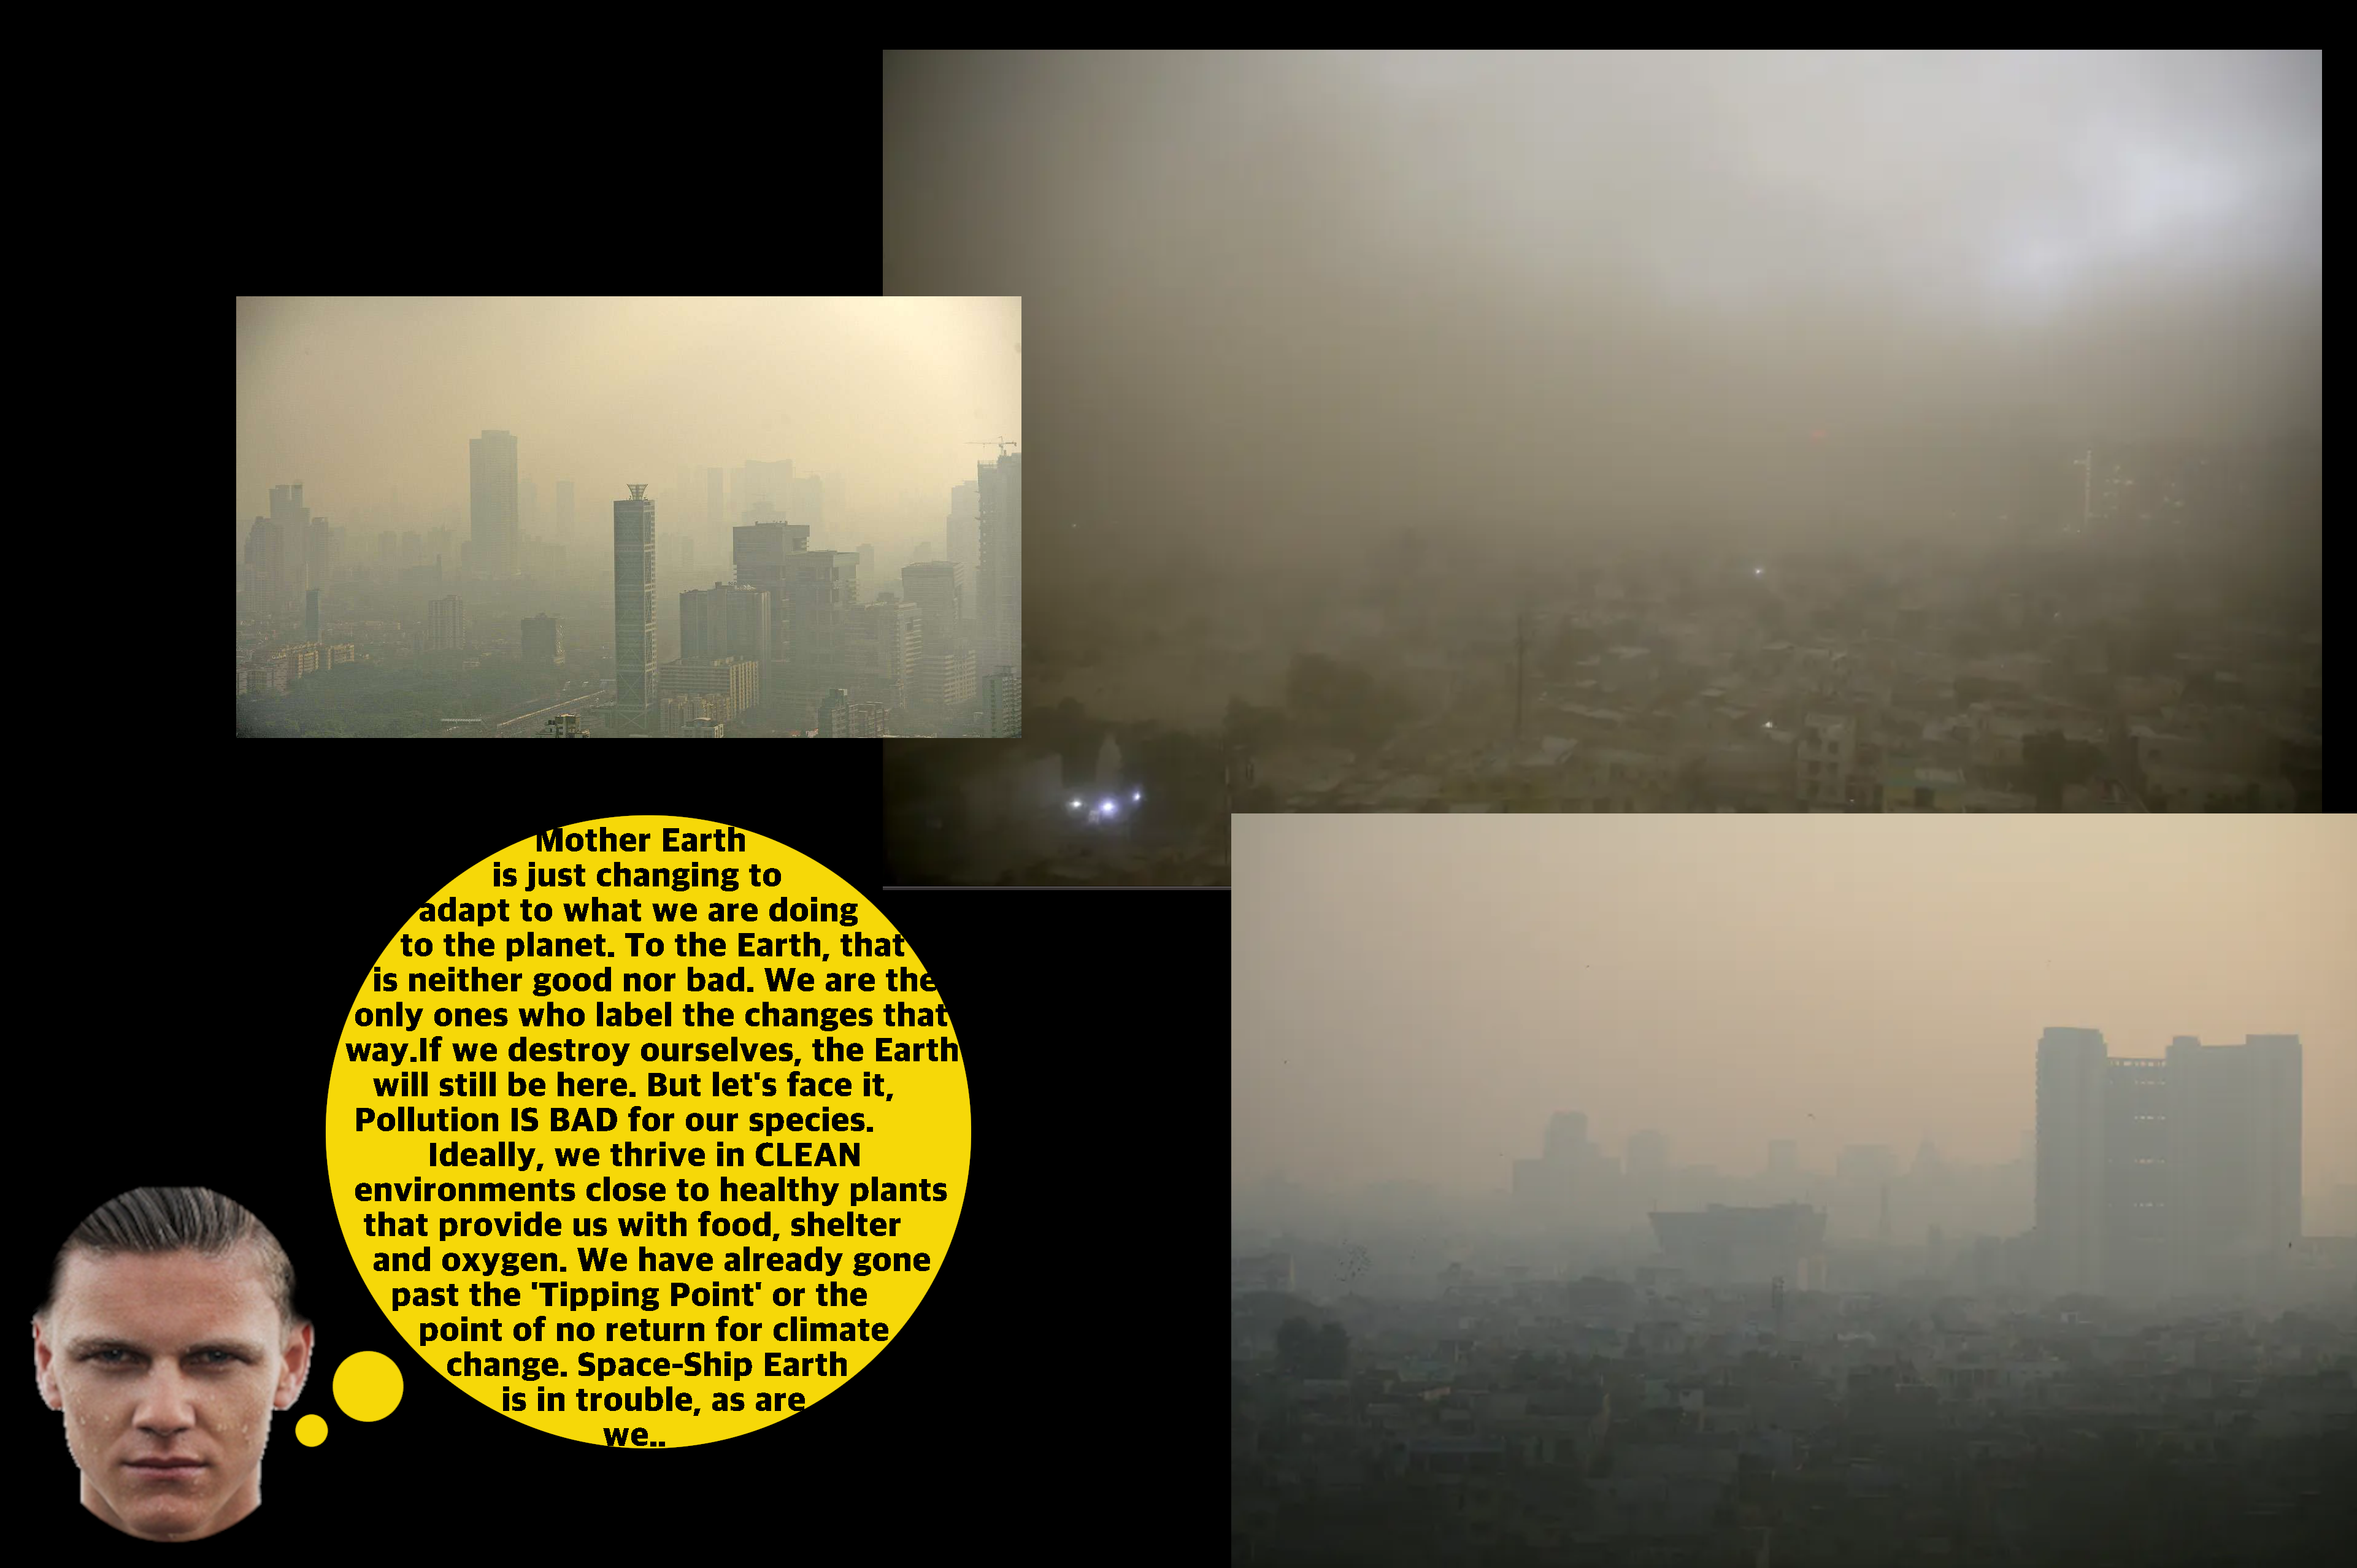 Mother Earth
is just changing to
adapt to what we are doing
to the planet. To the Earth, that
is neither good nor bad. We are the
only ones who label the changes that
way.If we destroy ourselves, the Earth
will still be here. But let's face it,
Pollution IS BAD for our species.
Ideally, we thrive in CLEAN
environments close to healthy plants
that provide us with food, shelter
and oxygen. We have already gone
past the 'Tipping Point' or the
point of no return for climate
change. Space-Ship Earth
is in trouble, as are
we..